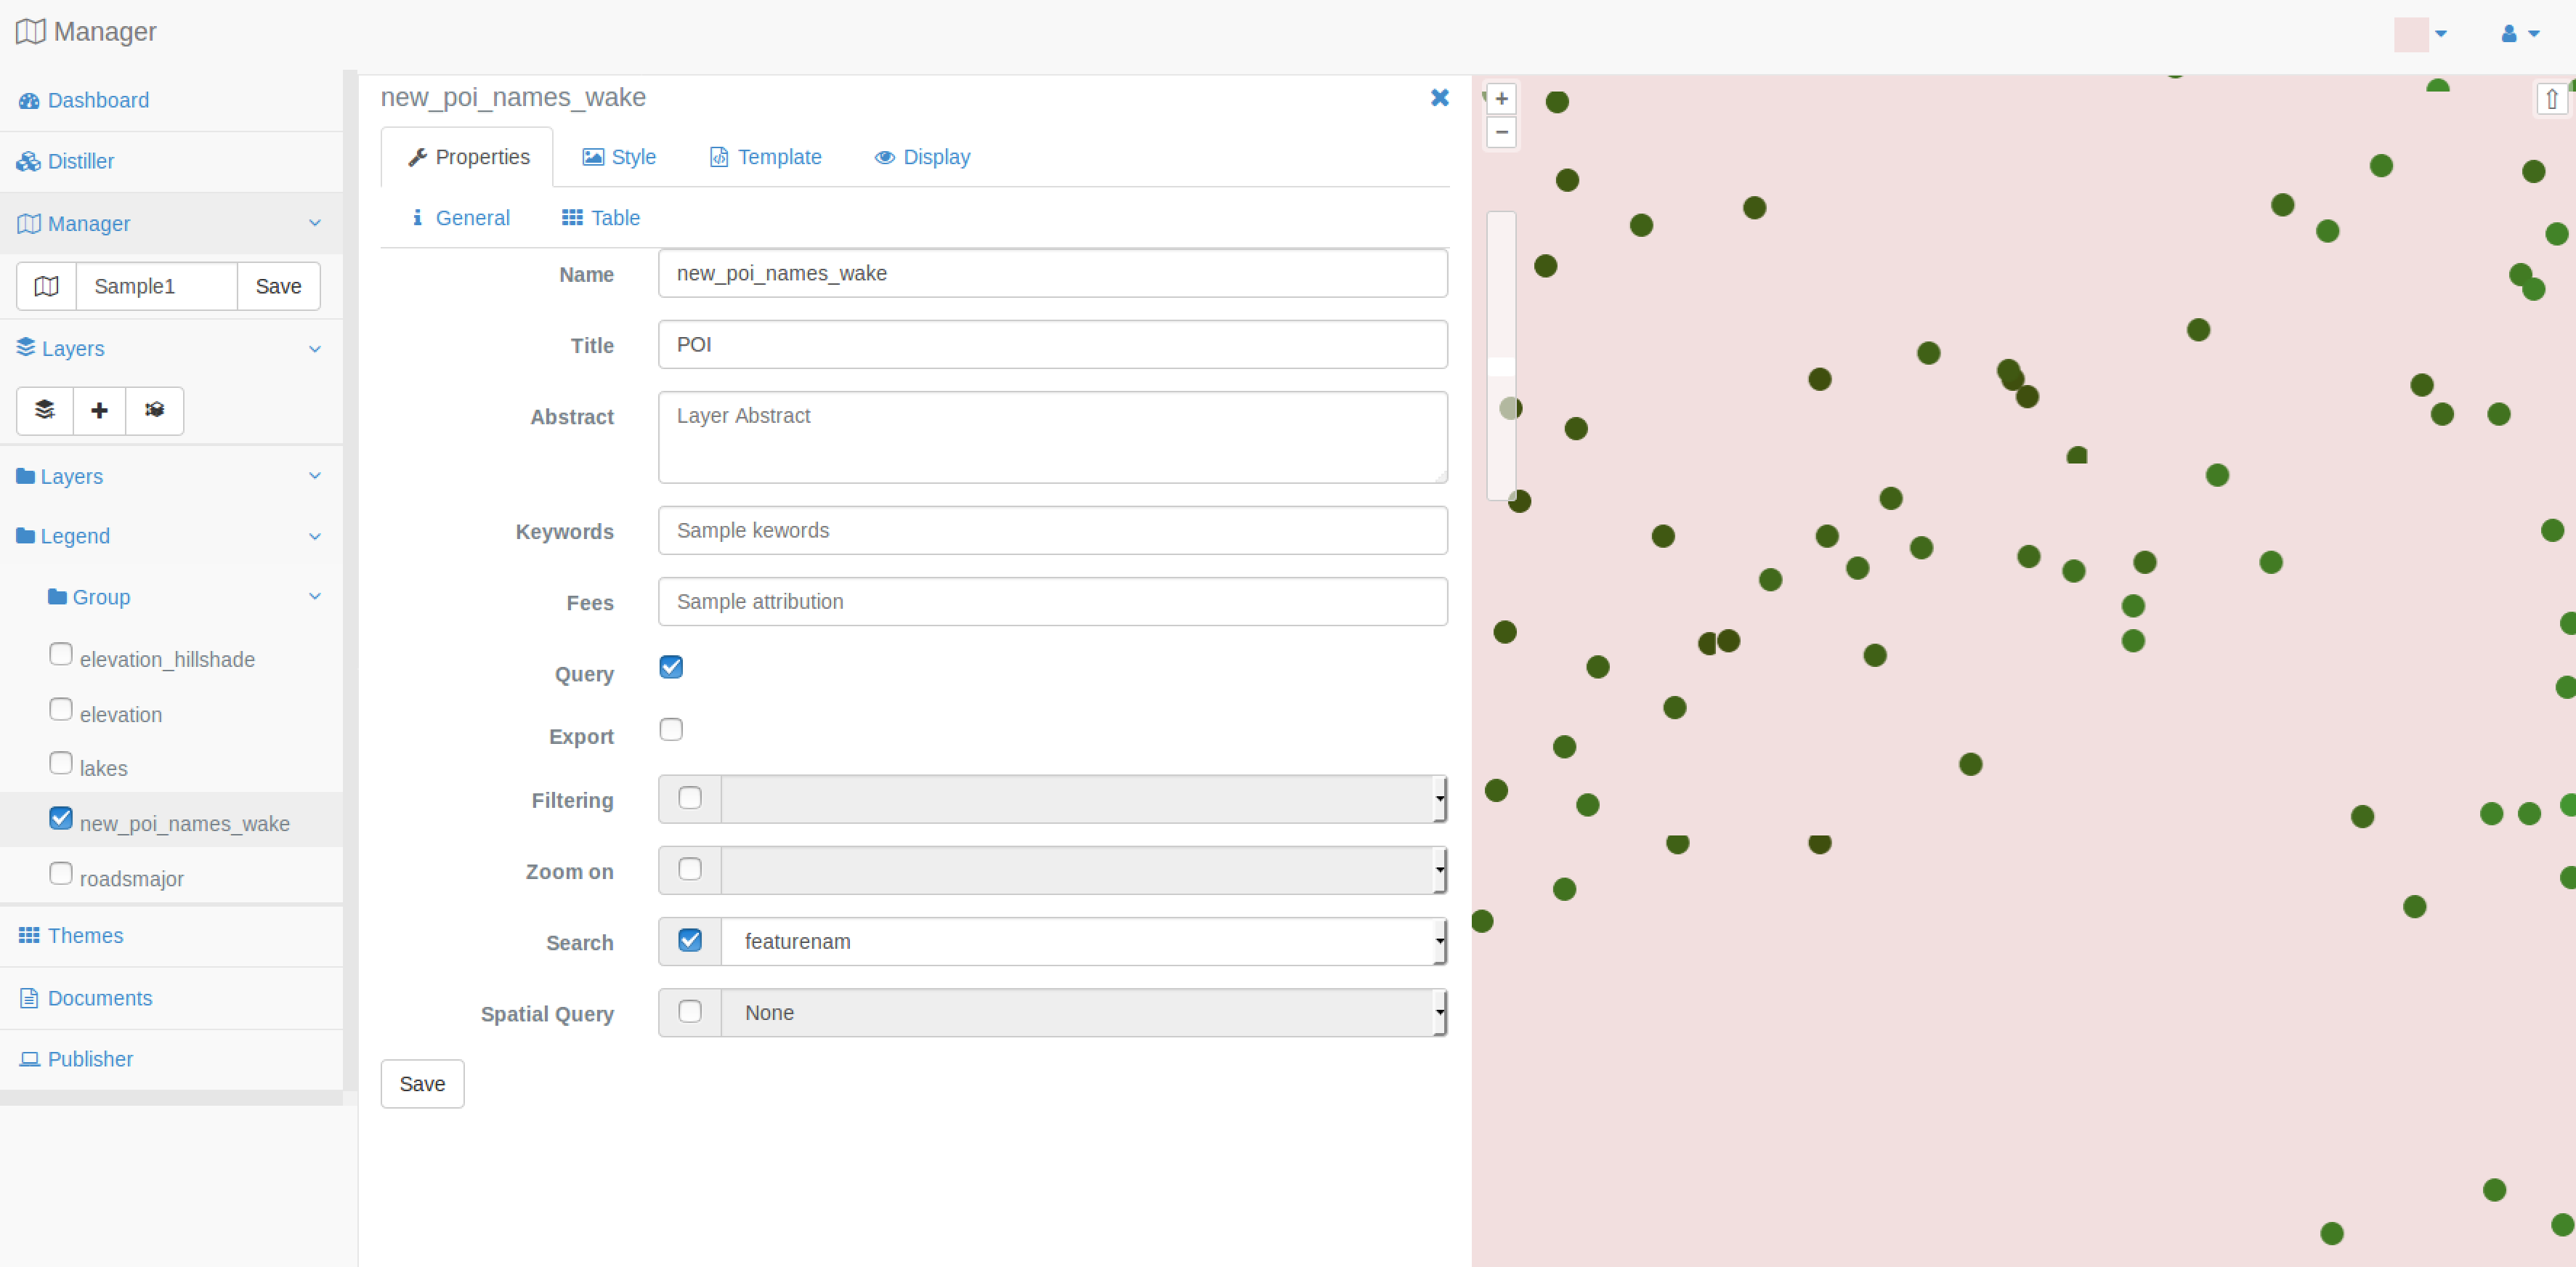 Manager
Dashboard
Distiller
Manager
Sample1 Save
Layers
Layers
Legend
Group
elevation_hillshade
elevation
lakes
new_poi_names_wake
roadsmajor
Themes
Documents
Publisher
new_poi_names_wake
Properties Style Template Display
General Table
Name new_poi_names_wake
Title POI
Abstract Layer Abstract
Keywords Sample kewords
Fees Sample attribution
Query
Export
Filtering
Zoom on
Search featurenam
Spatial Query None
Save
+
−